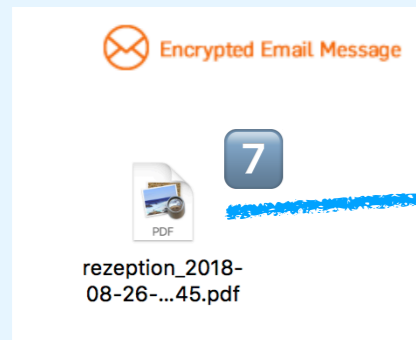 Encrypted Email Message
7
PDF
rezeption_2018-
08-26-...45.pdf